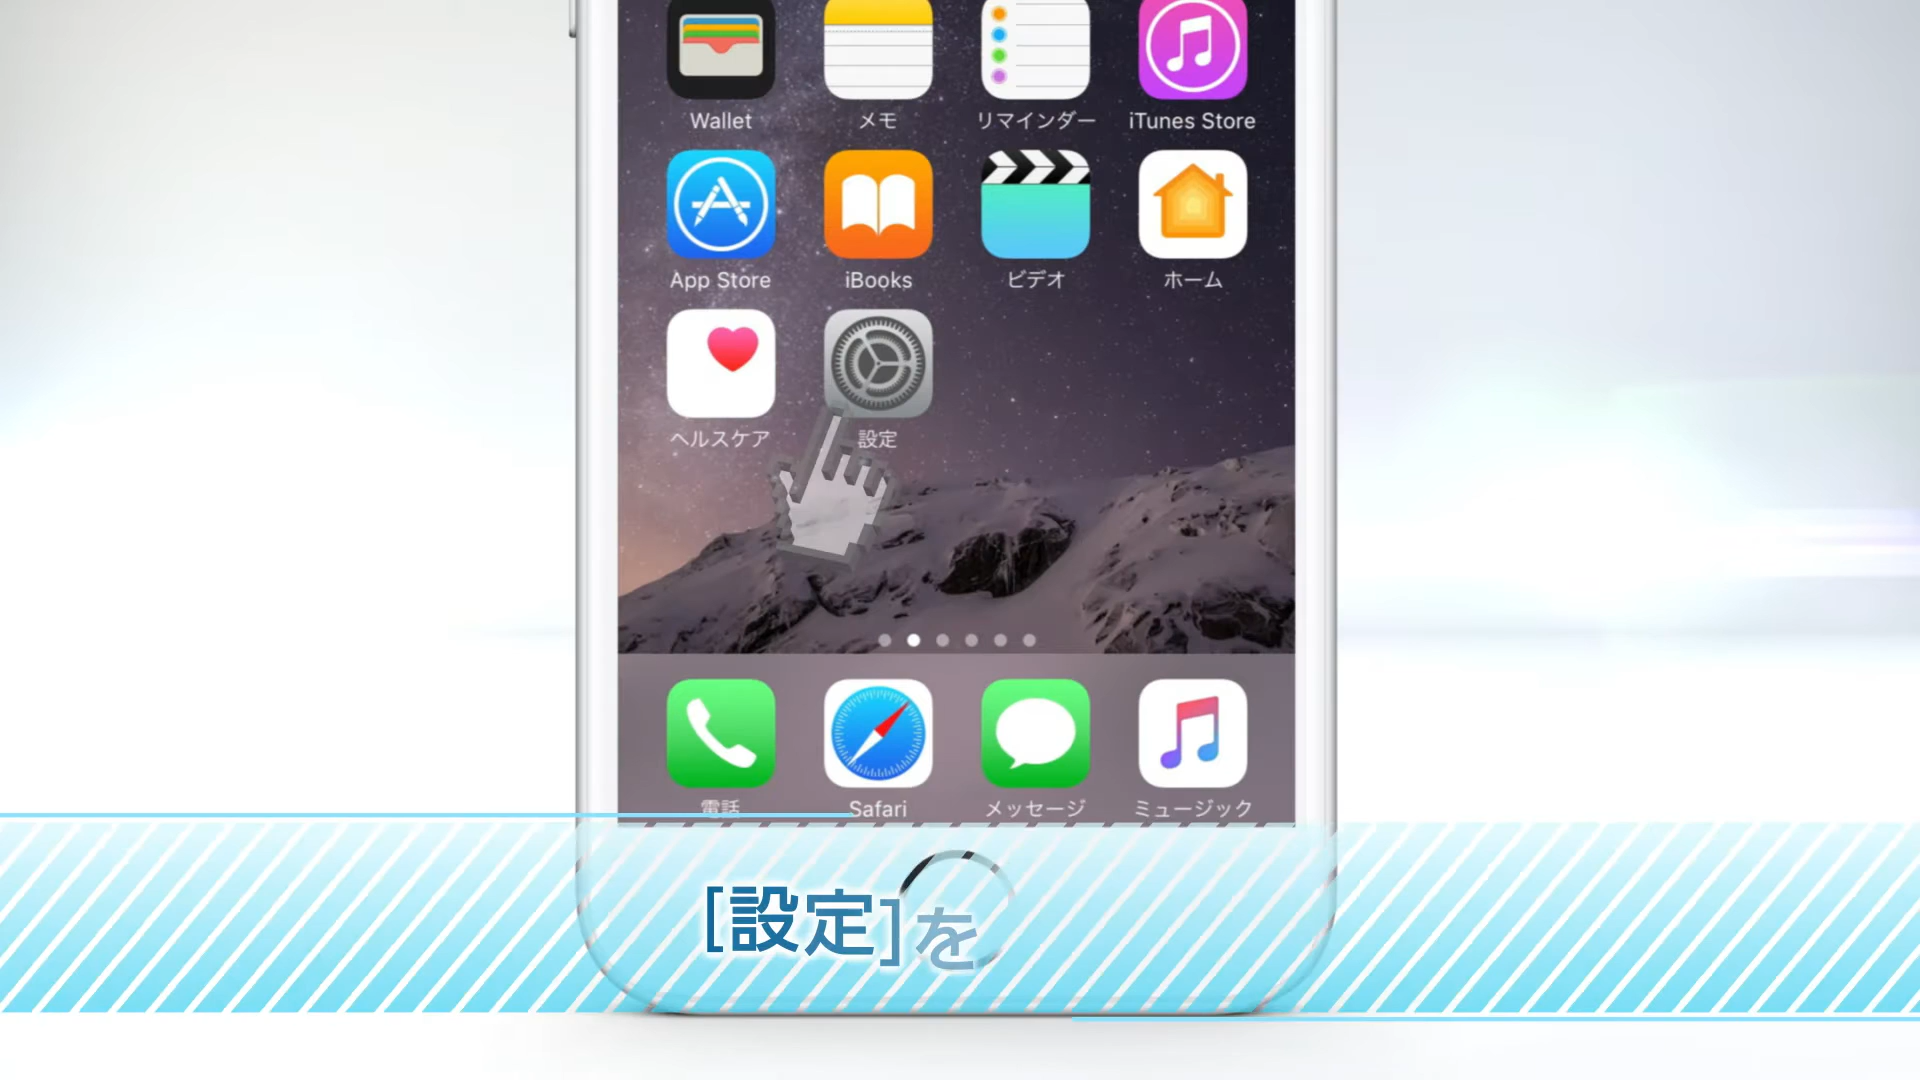 Wallet メモ リマインダー iTunes Store
App Store iBooks ビデオ ホーム
ヘルスケア 設定
電話 Safari メッセージ ミュージック
[設定]を